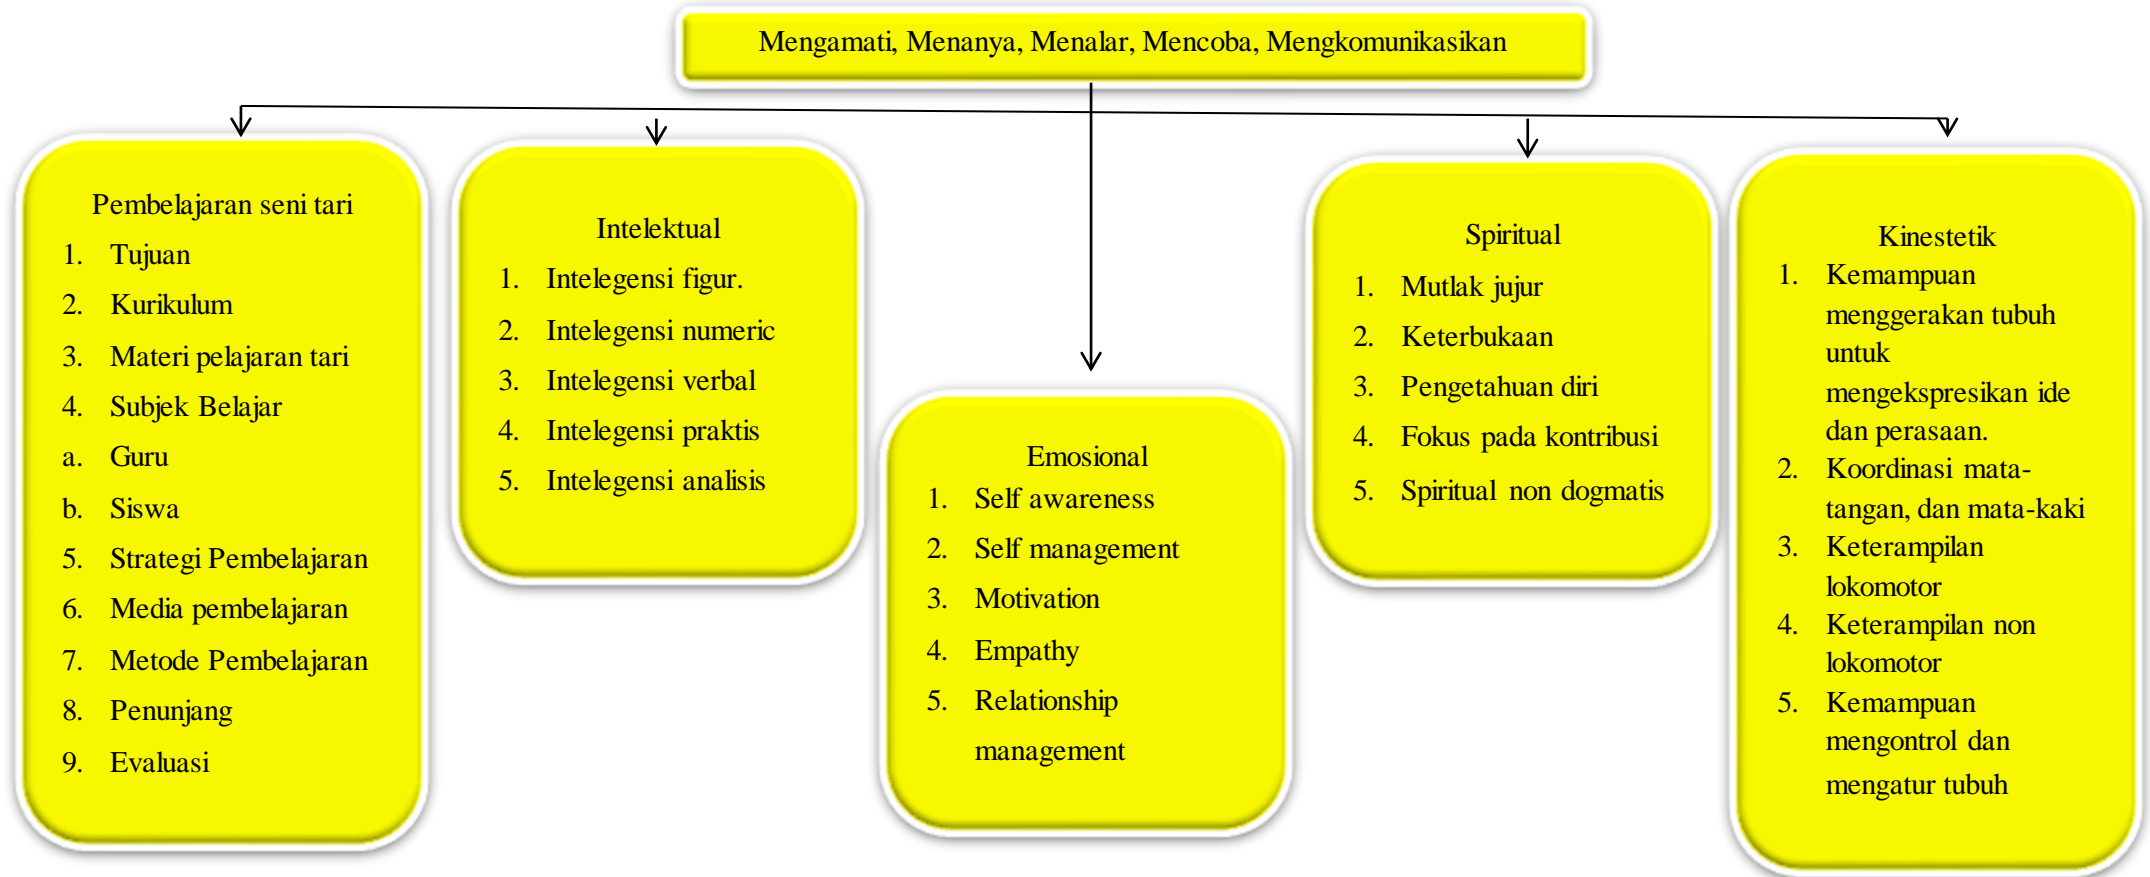 Mengamati, Menanya, Menalar, Mencoba, Mengkomunikasikan
Pembelajaran seni tari
1. Tujuan
2. Kurikulum
3. Materi pelajaran tari
4. Subjek Belajar
a. Guru
b. Siswa
5. Strategi Pembelajaran
6. Media pembelajaran
7. Metode Pembelajaran
8. Penunjang
9. Evaluasi
Intelektual
1. Intelegensi figur.
2. Intelegensi numeric
3. Intelegensi verbal
4. Intelegensi praktis
5. Intelegensi analisis
Emosional
1. Self awareness
2. Self management
3. Motivation
4. Empathy
5. Relationship
management
Spiritual
1. Mutlak jujur
2. Keterbukaan
3. Pengetahuan diri
4. Fokus pada kontribusi
5. Spiritual non dogmatis
Kinestetik
1. Kemampuan
menggerakan tubuh
untuk
mengekspresikan ide
dan perasaan.
2. Koordinasi mata-
tangan, dan mata-kaki
3. Keterampilan
lokomotor
4. Keterampilan non
lokomotor
5. Kemampuan
mengontrol dan
mengatur tubuh